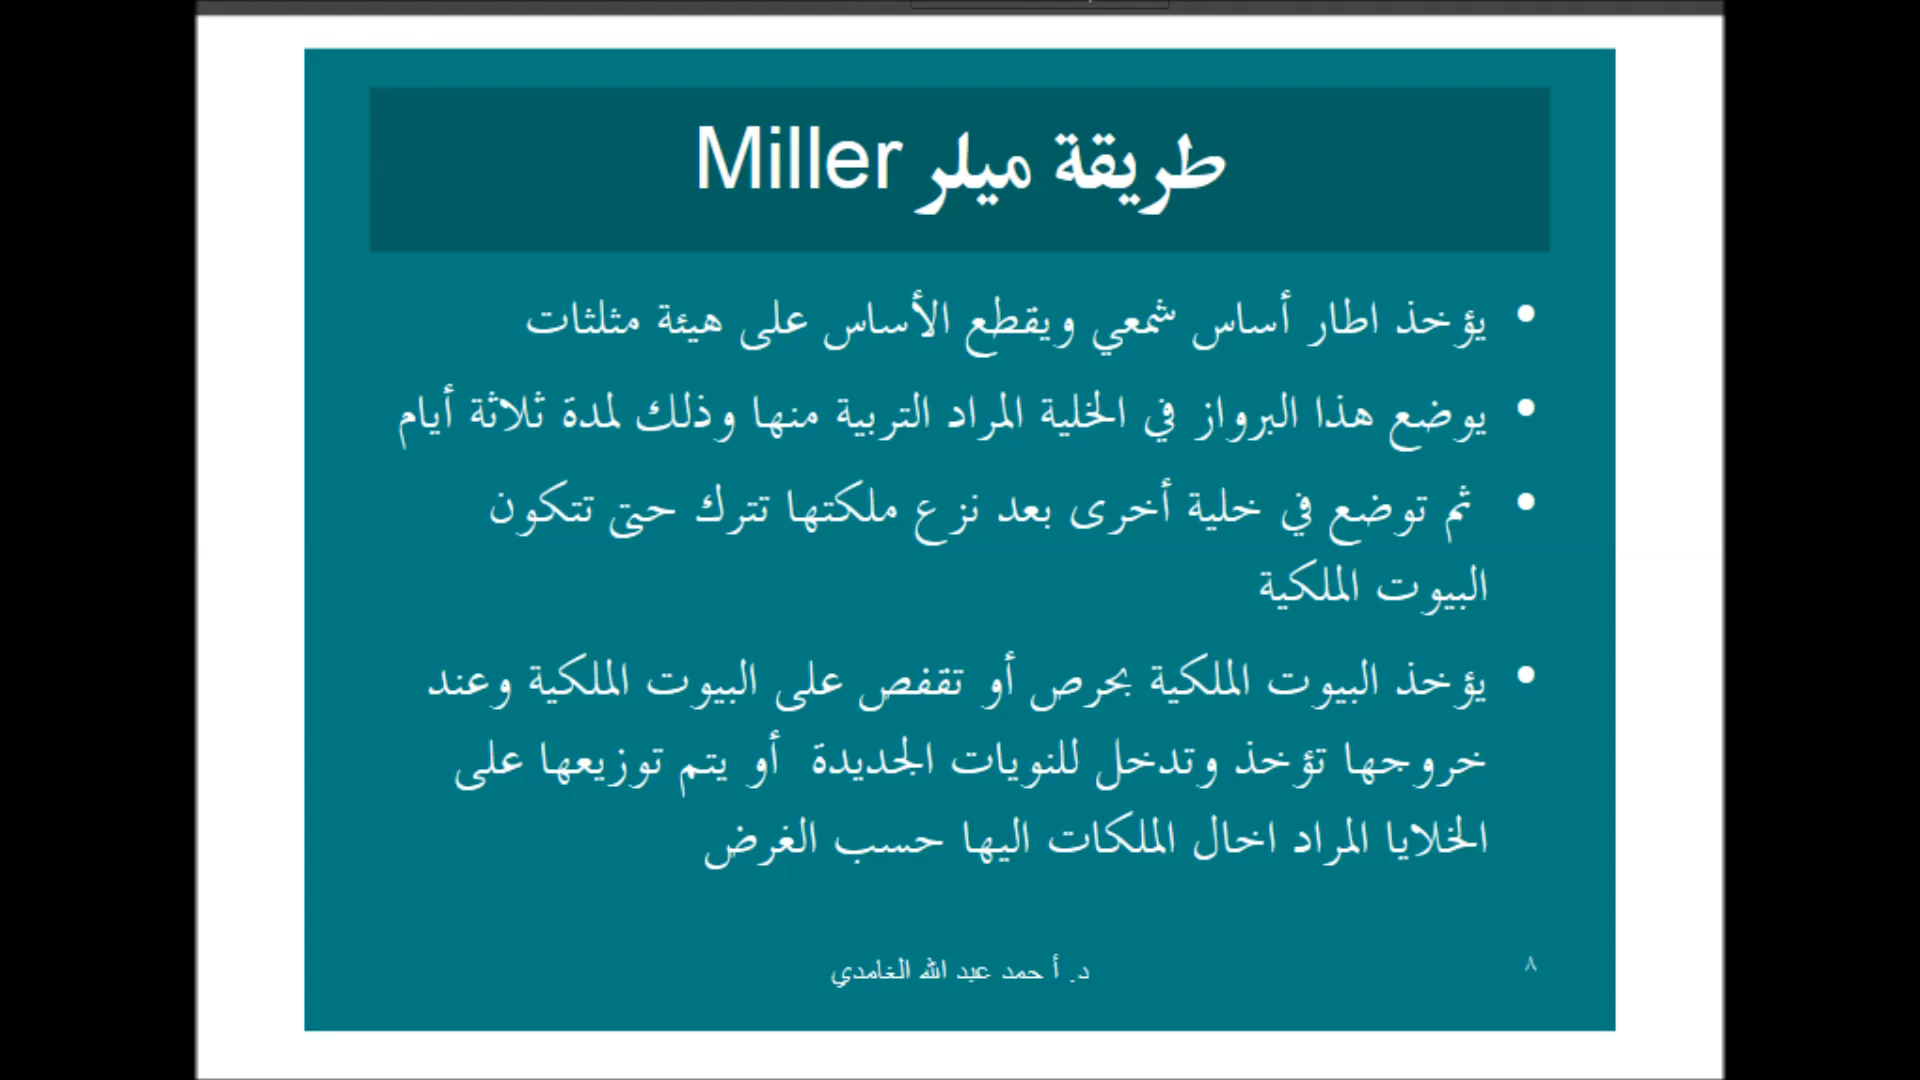 طريقة ميلر Miller
• يؤخذ اطار أساس شمعي ويقطع الأساس على هيئة مثلثات
• يوضع هذا البرواز في الخلية المراد التربية منها وذلك لمدة ثلاثة أيام
• ثم توضع في خلية أخرى بعد نزع ملكتها تترك حتى تتكون
البيوت الملكية
• يؤخذ البيوت الملكية بحرص أو تقفص على البيوت الملكية وعند
خروجها تؤخذ وتدخل للنويات الجديدة أو يتم توزيعها على
الخلايا المراد اخال الملكات اليها حسب الغرض
د. أ حمد عبد الله الغامدي
٨